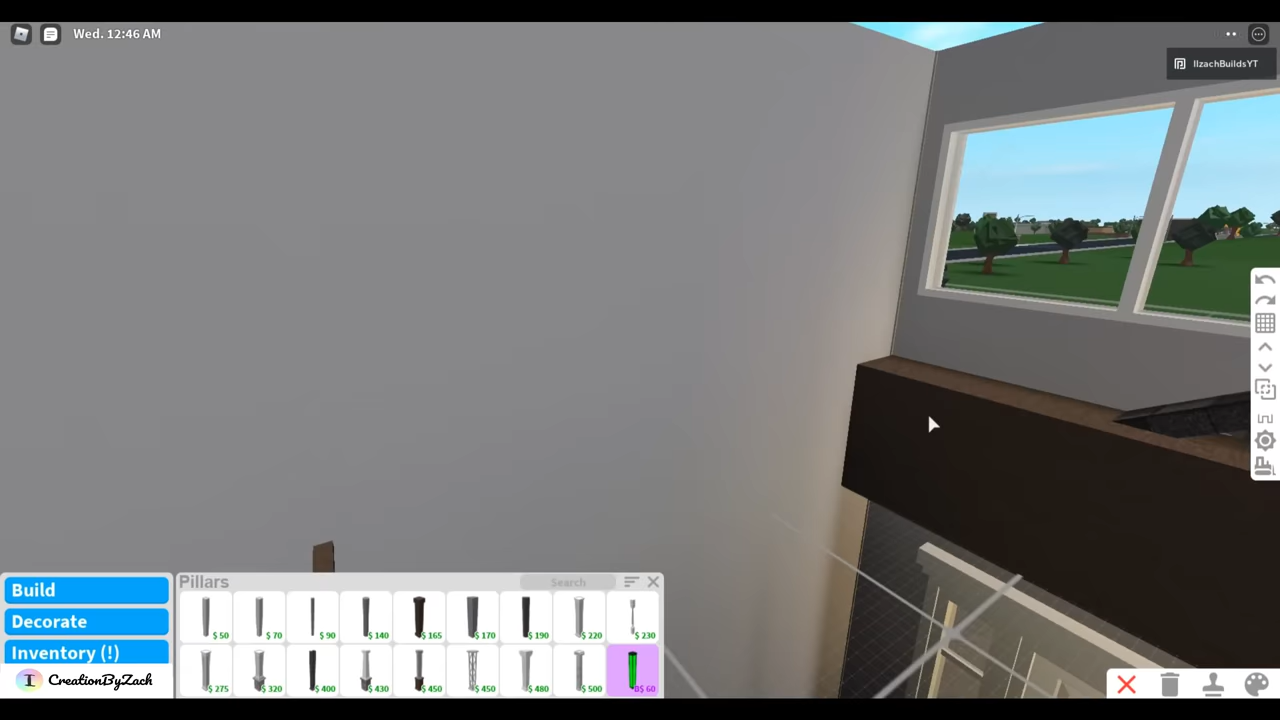 Wed. 12:46 AM
IlzachBuildsYT
Pillars
Search
$ 50
$ 70
$ 90
$ 140
$ 165
$ 170
$ 190
$ 220
$ 230
$ 275
$ 320
$ 400
$ 430
$ 450
$ 450
$ 480
$ 500
B$ 60
Build
Decorate
Inventory (!)
I CreationByZach